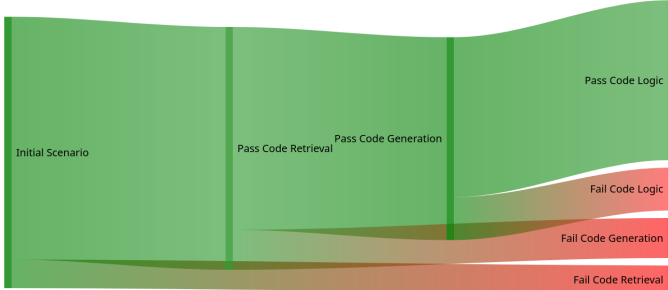 Initial Scenario
Pass Code Retrieval
Pass Code Generation
Pass Code Logic
Fail Code Logic
Fail Code Generation
Fail Code Retrieval